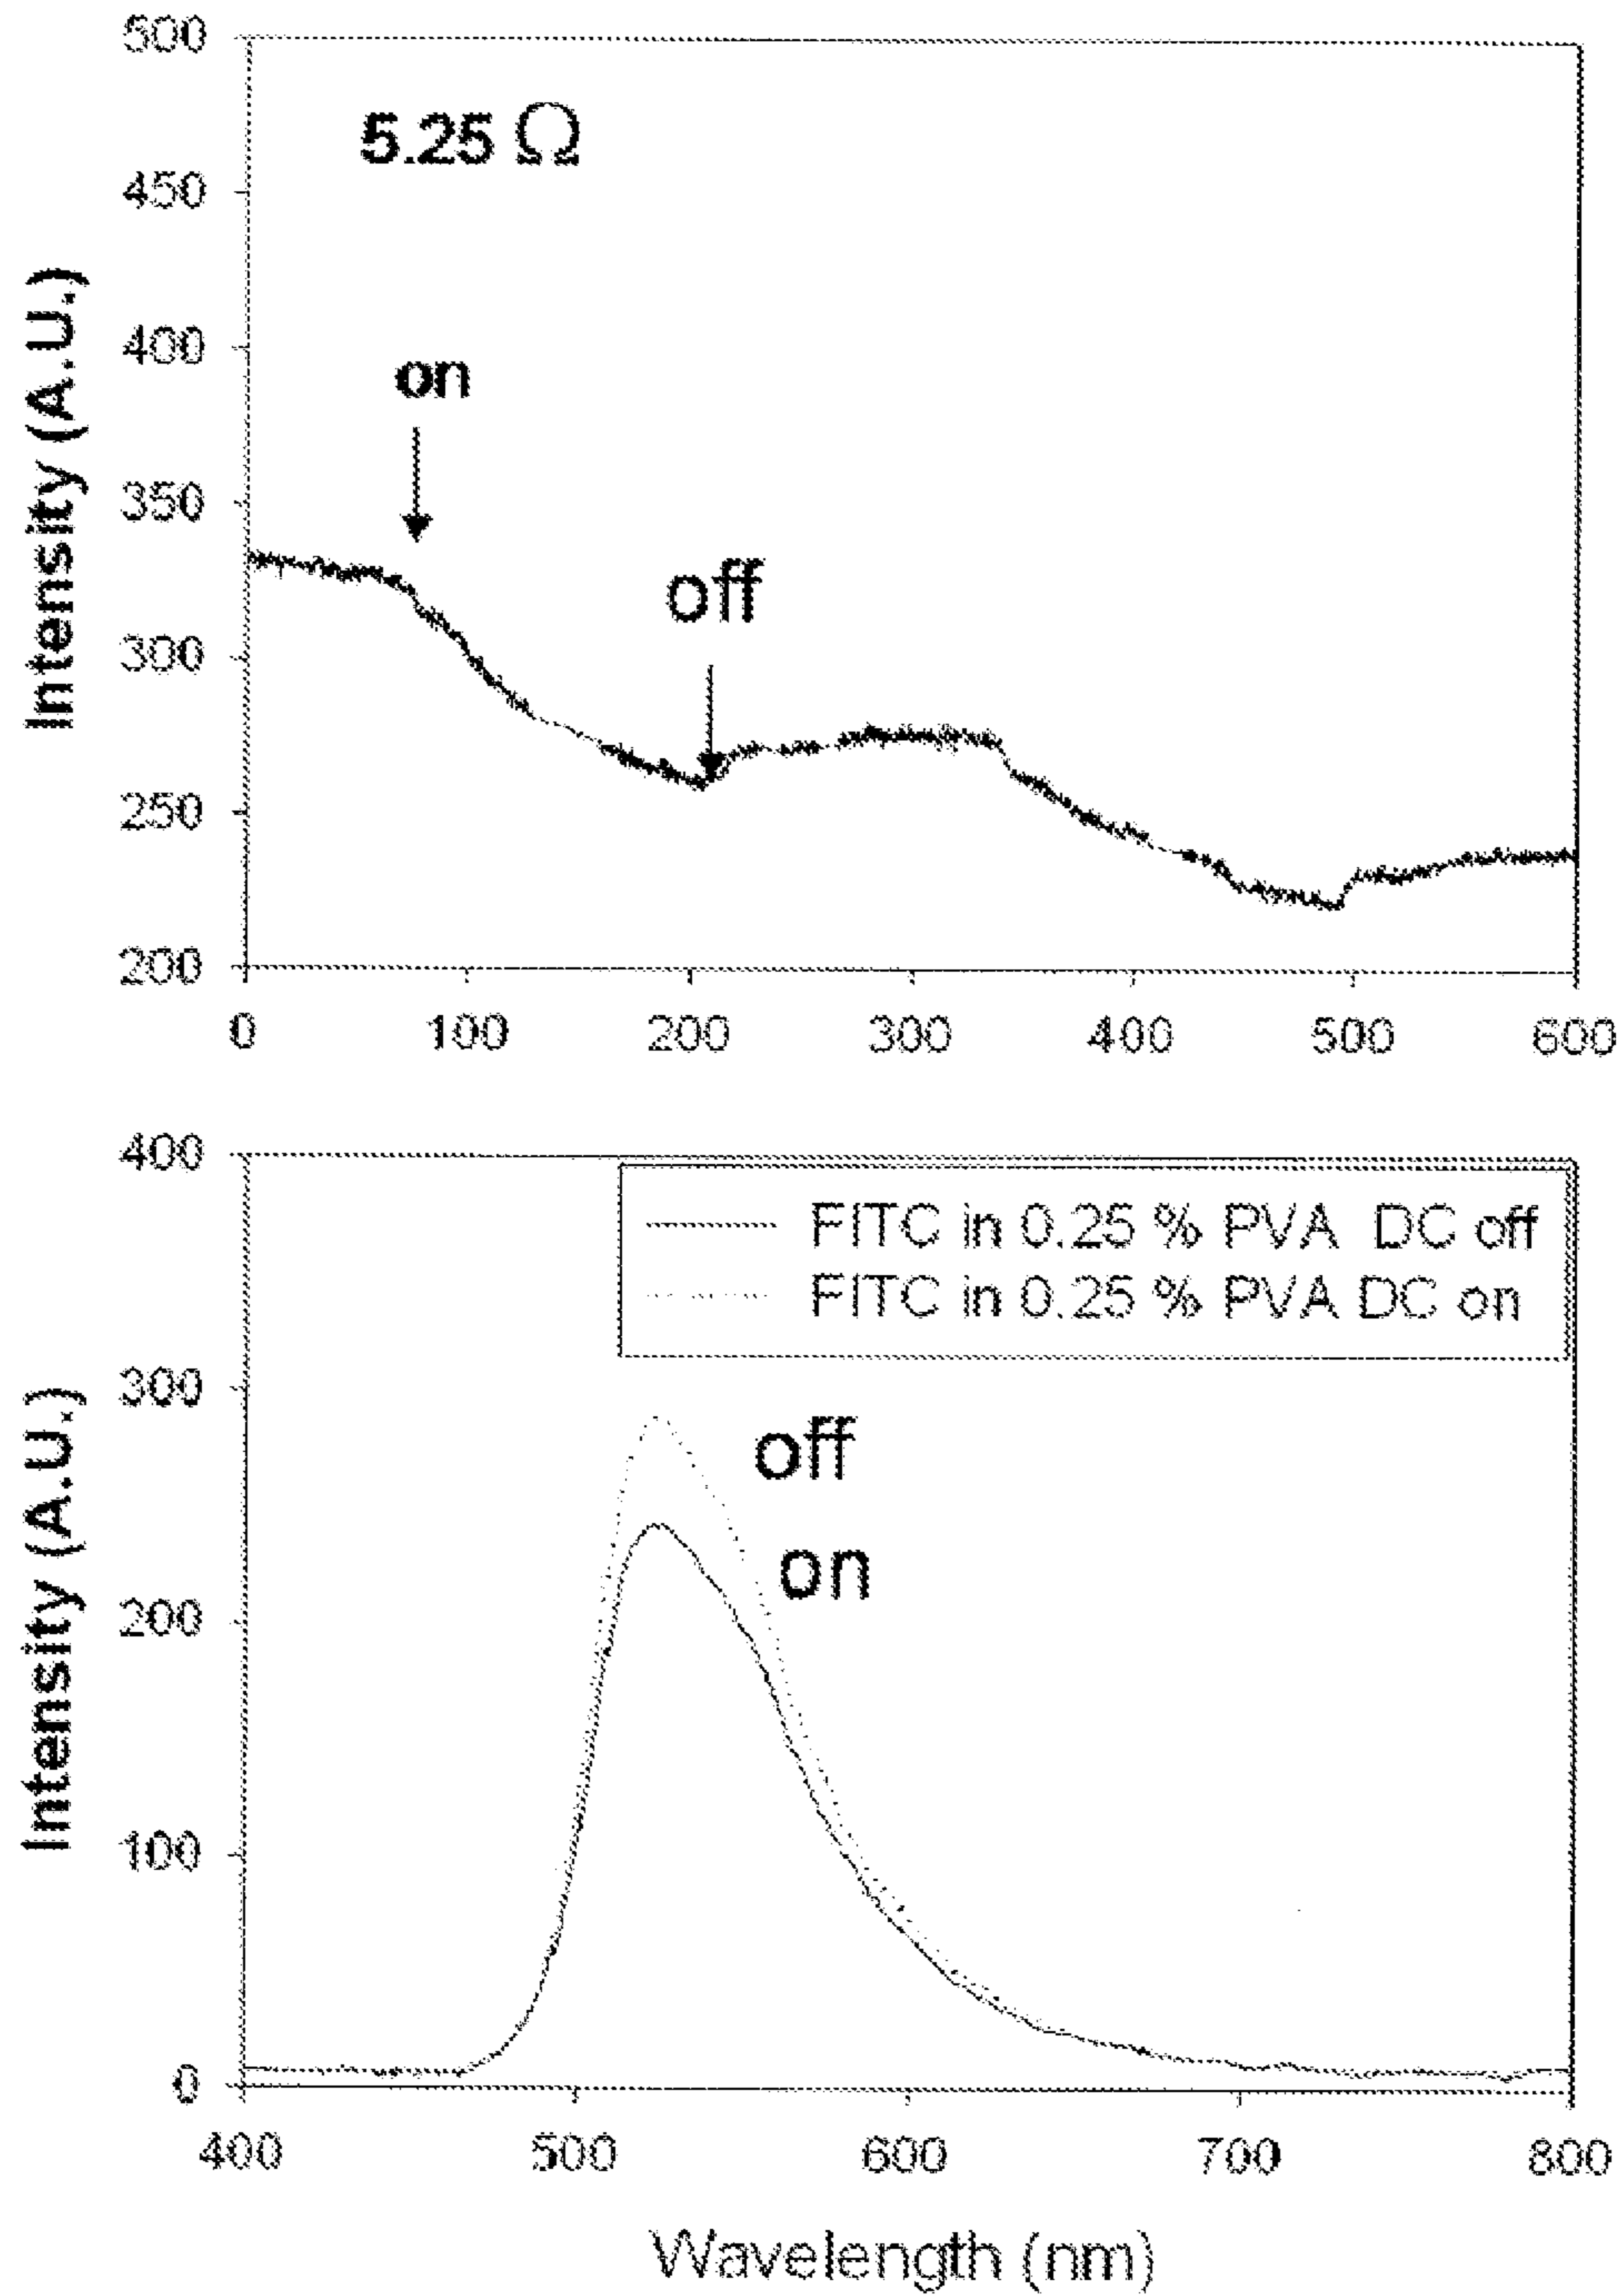 500
5.25 Ω
450
400
on
350
off
300
250
200
0 100 200 300 400 500 600
Intensity (A.U.)
400
FITC in 0.25 % PVA DC off
FITC in 0.25 % PVA DC on
300
off
on
200
100
0
400 500 600 700 800
Intensity (A.U.)
Wavelength (nm)